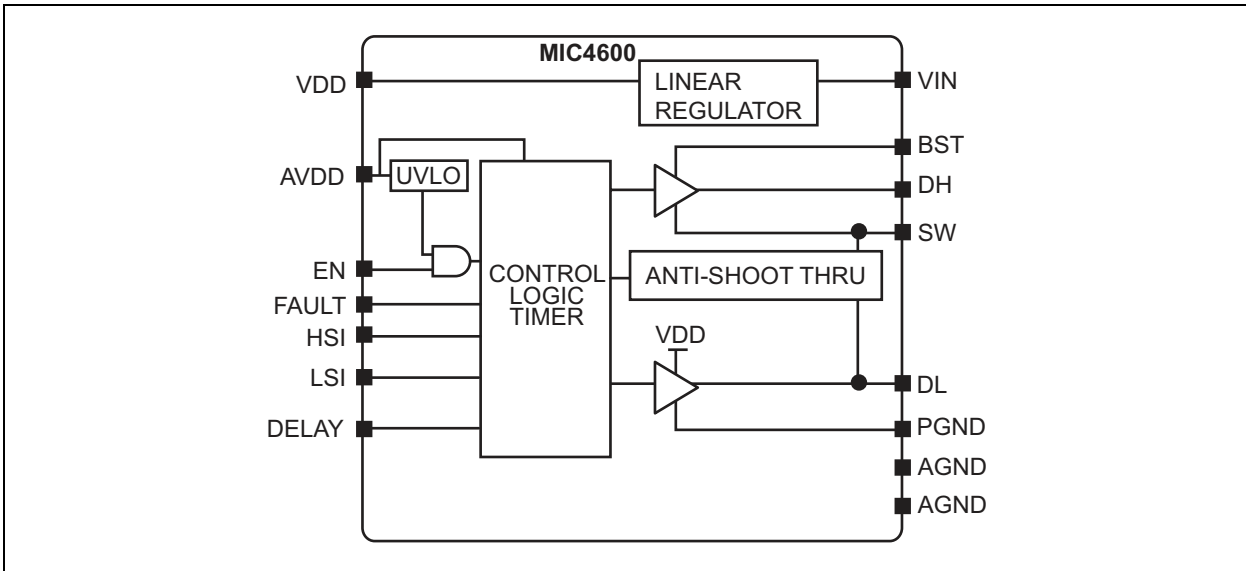 MIC4600
VDD
LINEAR
REGULATOR
VIN
BST
AVDD
UVLO
DH
SW
EN
CONTROL
LOGIC
TIMER
ANTI-SHOOT THRU
FAULT
HSI
VDD
LSI
DL
DELAY
PGND
AGND
AGND